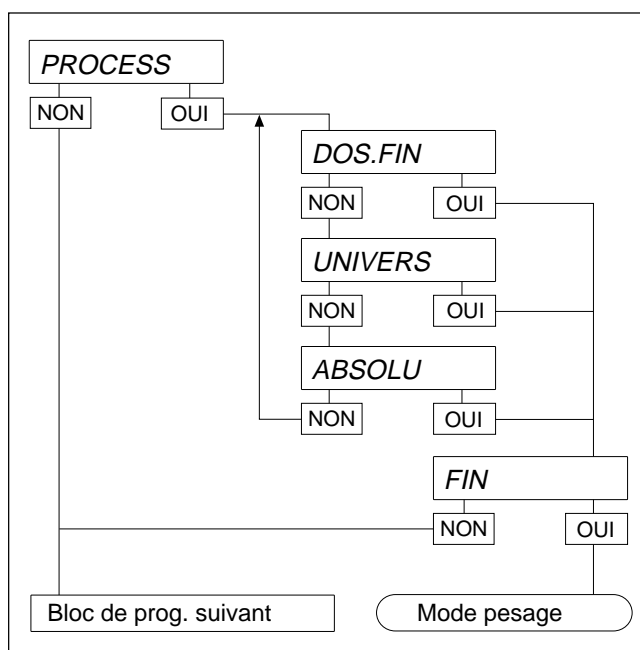 PROCESS
NON OUI
DOS.FIN
NON OUI
UNIVERS
NON OUI
ABSOLU
NON OUI
FIN
NON OUI
Bloc de prog. suivant Mode pesage